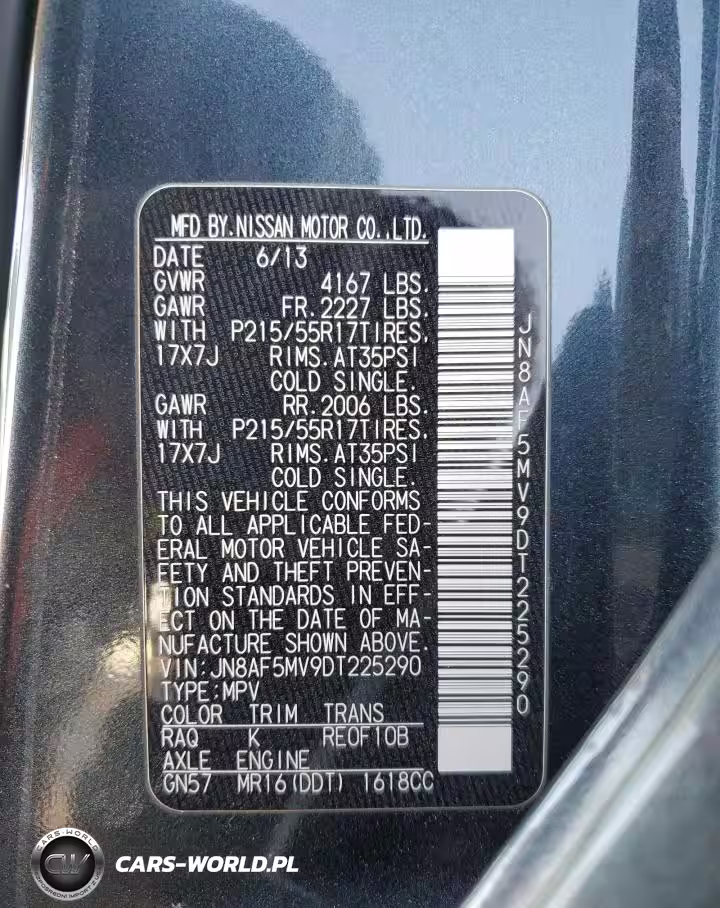 MFD BY.NISSAN MOTOR CO.,LTD.
DATE 6/13
GVWR 4167 LBS.
GAWR FR.2227 LBS.
WITH P215/55R17TIRES,
17X7J RIMS.AT35PSI
COLD SINGLE.
GAWR RR.2006 LBS.
WITH P215/55R17TIRES,
17X7J RIMS.AT35PSI
COLD SINGLE.
THIS VEHICLE CONFORMS
TO ALL APPLICABLE FED-
ERAL MOTOR VEHICLE SA-
FETY AND THEFT PREVEN-
TION STANDARDS IN EFF-
ECT ON THE DATE OF MA-
NUFACTURE SHOWN ABOVE.
VIN:JN8AF5MV9DT225290
TYPE:MPV
COLOR TRIM TRANS
RAQ K RE0F10B
AXLE ENGINE
GN57 MR16(DDT) 1618CC
JN8AF5MV9DT225290
CARS-WORLD
CW
CARS-WORLD.PL